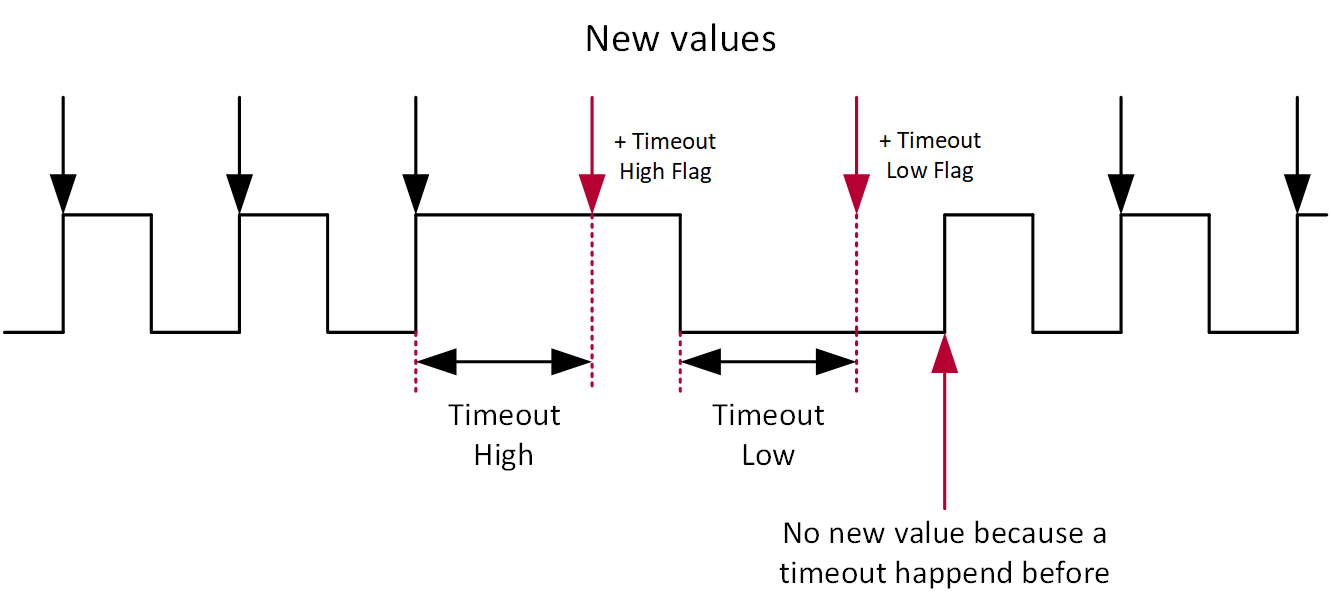 New values
+ Timeout
High Flag
+ Timeout
Low Flag
Timeout
High
Timeout
Low
No new value because a
timeout happend before